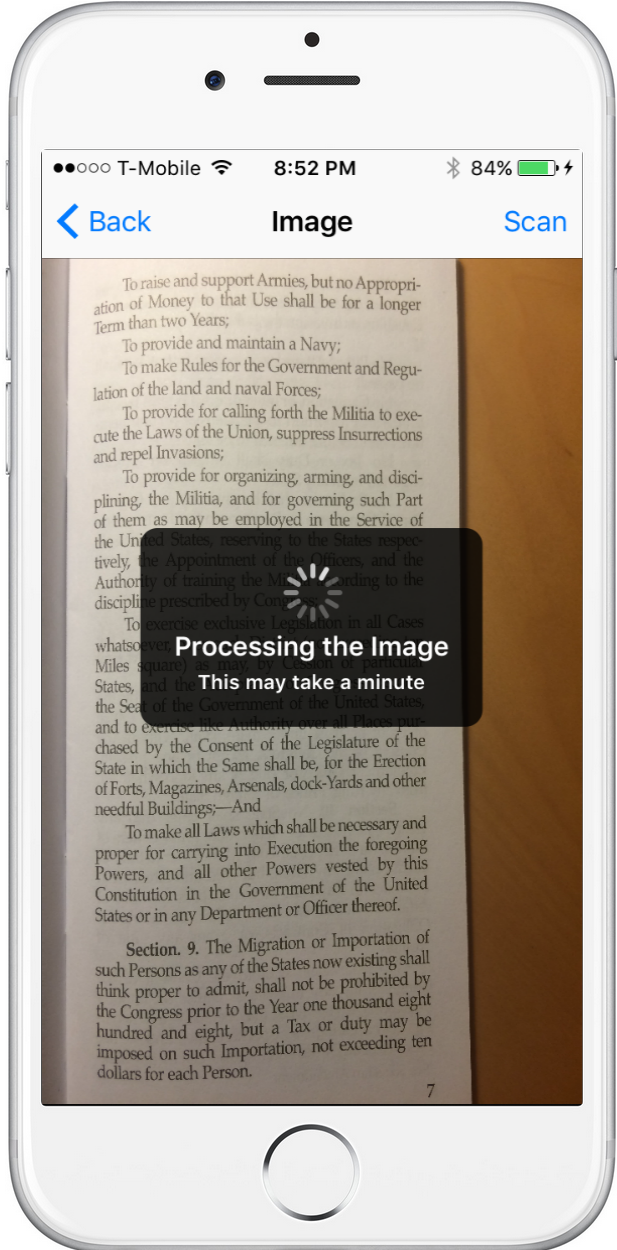 T-Mobile 8:52 PM 84%
Back Image Scan
To raise and support Armies, but no Appropri-
ation of Money to that Use shall be for a longer
Term than two Years;
To provide and maintain a Navy;
To make Rules for the Government and Regu-
lation of the land and naval Forces;
To provide for calling forth the Militia to exe-
cute the Laws of the Union, suppress Insurrections
and repel Invasions;
To provide for organizing, arming, and disci-
plining, the Militia, and for governing such Part
of them as may be employed in the Service of
the United States, reserving to the States respec-
tively, the Appointment of the Officers, and the
Authority of training the to the
discipline prescribed by Congress;
To exercise exclusive Legislation in all Cases
whatsoever,
Processing the Image
Miles square) as may, by Cession of particular
States, and the
This may take a minute
the Seat of the Government of the United States,
and to exercise like Authority over all Places pur-
chased by the Consent of the Legislature of the
State in which the Same shall be, for the Erection
of Forts, Magazines, Arsenals, dock-Yards and other
needful Buildings;—And
To make all Laws which shall be necessary and
proper for carrying into Execution the foregoing
Powers, and all other Powers vested by this
Constitution in the Government of the United
States or in any Department or Officer thereof.
Section. 9. The Migration or Importation of
such Persons as any of the States now existing shall
think proper to admit, shall not be prohibited by
the Congress prior to the Year one thousand eight
hundred and eight, but a Tax or duty may be
imposed on such Importation, not exceeding ten
dollars for each Person.
7